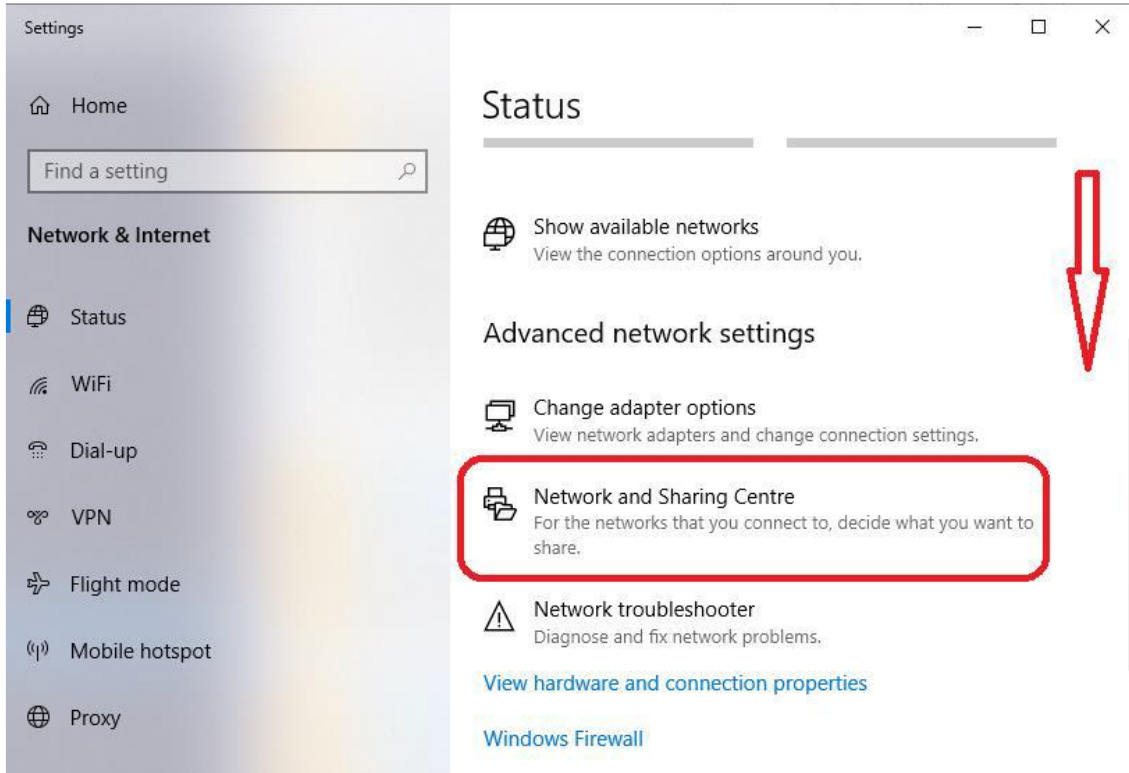 Settings
Home
Find a setting
Network & Internet
Status
WiFi
Dial-up
VPN
Flight mode
Mobile hotspot
Proxy
Status
Show available networks
View the connection options around you.
Advanced network settings
Change adapter options
View network adapters and change connection settings.
Network and Sharing Centre
For the networks that you connect to, decide what you want to
share.
Network troubleshooter
Diagnose and fix network problems.
View hardware and connection properties
Windows Firewall